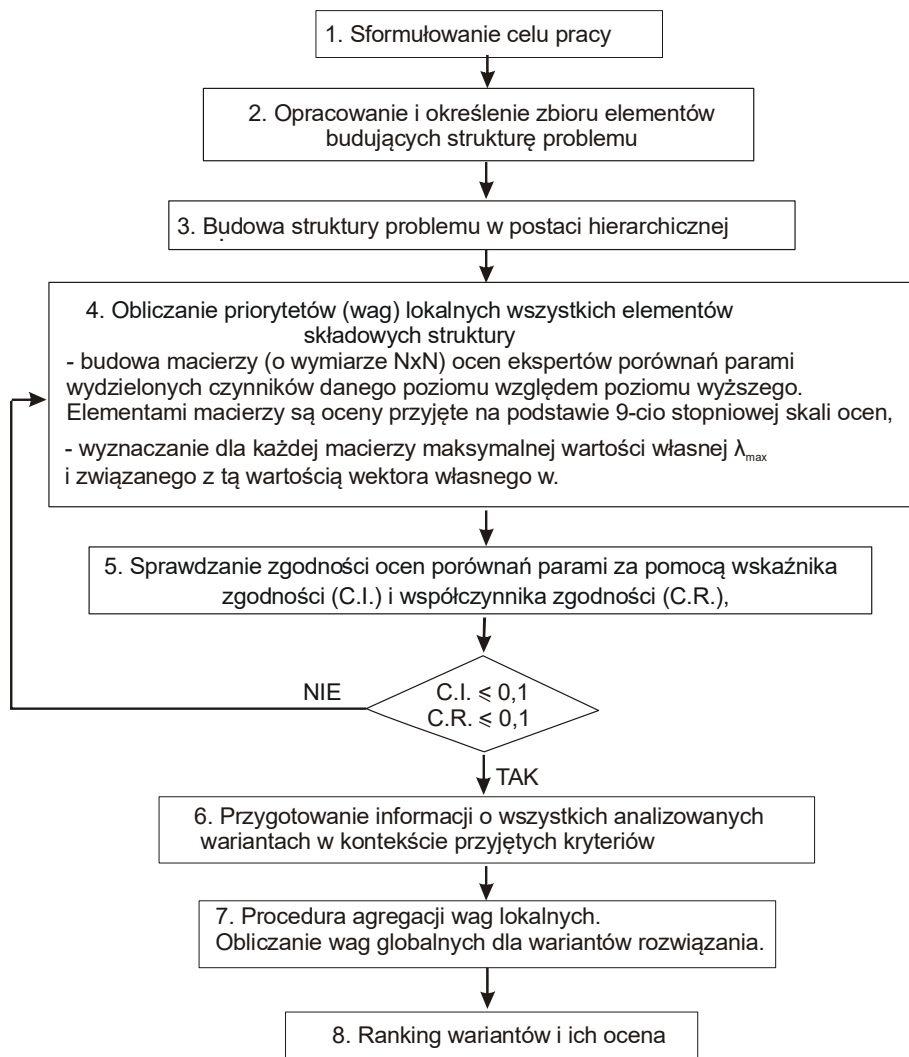 1. Sformułowanie celu pracy
2. Opracowanie i określenie zbioru elementów
budujących strukturę problemu
3. Budowa struktury problemu w postaci hierarchicznej
4. Obliczanie priorytetów (wag) lokalnych wszystkich elementów
składowych struktury
- budowa macierzy (o wymiarze NxN) ocen ekspertów porównań parami
wydzielonych czynników danego poziomu względem poziomu wyższego.
Elementami macierzy są oceny przyjęte na podstawie 9-cio stopniowej skali ocen,
- wyznaczanie dla każdej macierzy maksymalnej wartości własnej λmax
i związanego z tą wartością wektora własnego w.
5. Sprawdzanie zgodności ocen porównań parami za pomocą wskaźnika
zgodności (C.I.) i współczynnika zgodności (C.R.),
NIE
C.I. ⩽ 0,1
C.R. ⩽ 0,1
TAK
6. Przygotowanie informacji o wszystkich analizowanych
wariantach w kontekście przyjętych kryteriów
7. Procedura agregacji wag lokalnych.
Obliczanie wag globalnych dla wariantów rozwiązania.
8. Ranking wariantów i ich ocena